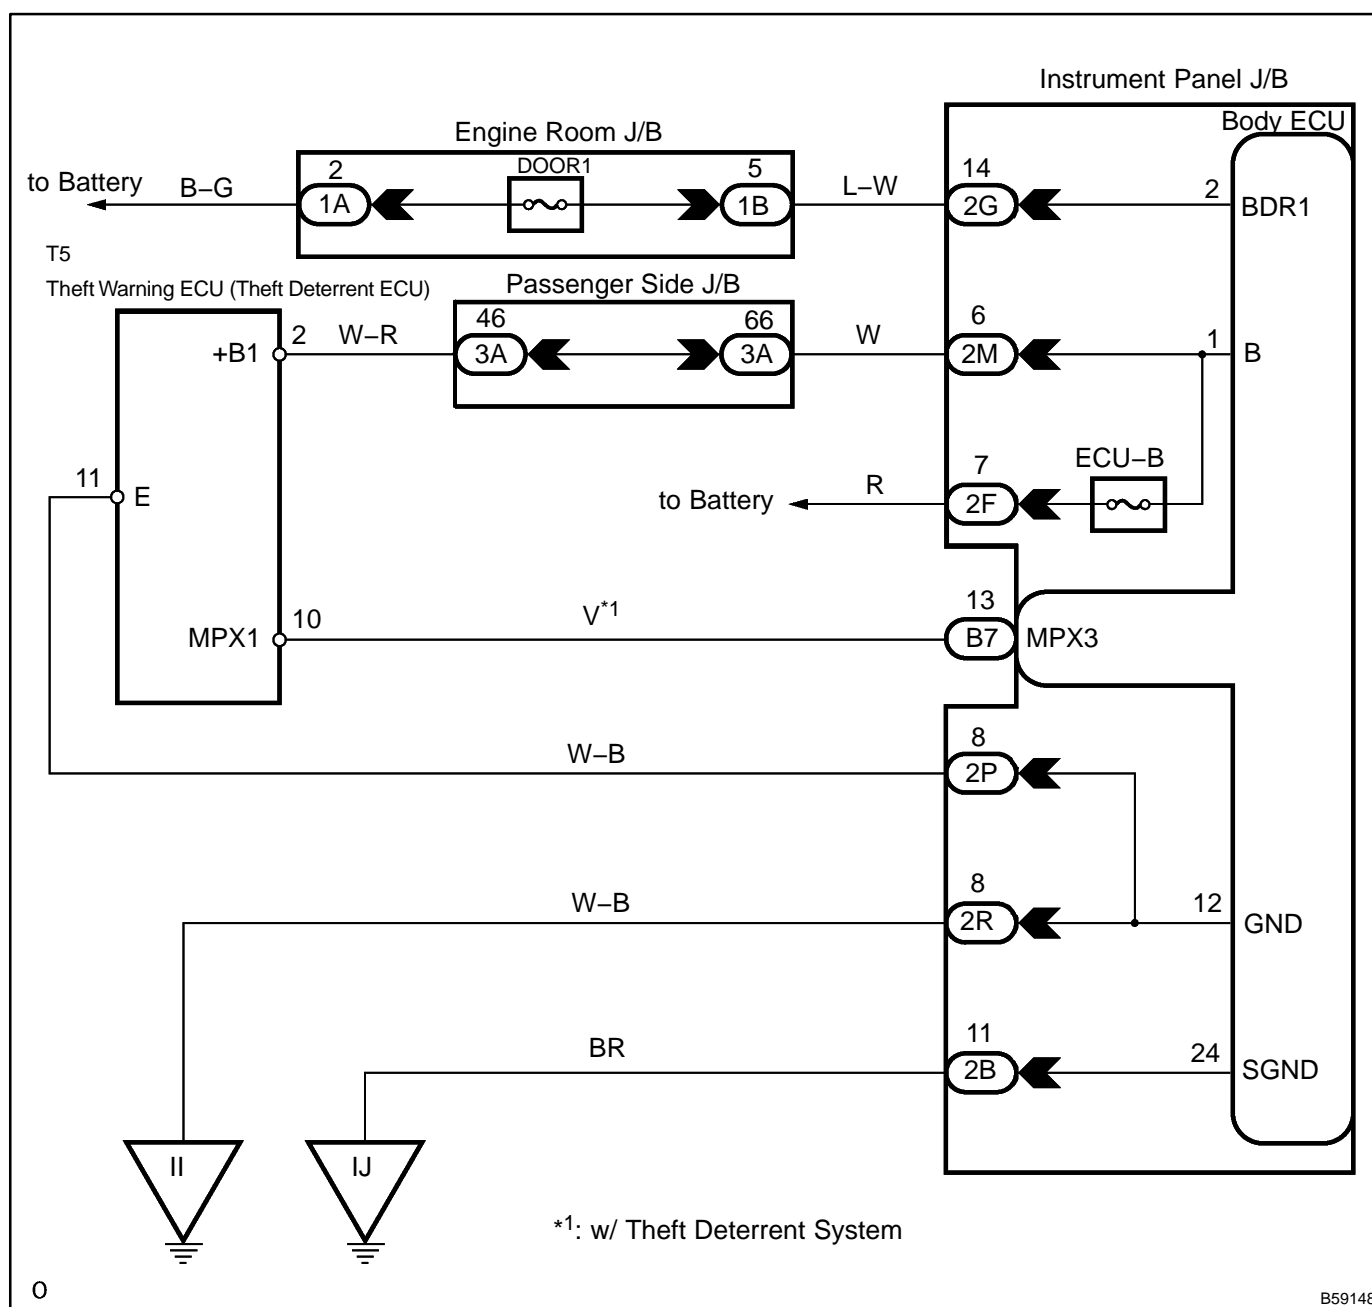 Instrument Panel J/B
Body ECU
Engine Room J/B
to Battery B–G 2 1A DOOR1 5 1B L–W 14 2G 2 BDR1
T5
Theft Warning ECU (Theft Deterrent ECU)
Passenger Side J/B
+B1 2 W–R 46 3A 66 3A W 6 2M 1 B
ECU–B
11 E to Battery R 7 2F
MPX1 10 V*1 13 B7 MPX3
W–B 8 2P
W–B 8 2R 12 GND
BR 11 2B 24 SGND
II IJ
*1: w/ Theft Deterrent System
O B59148